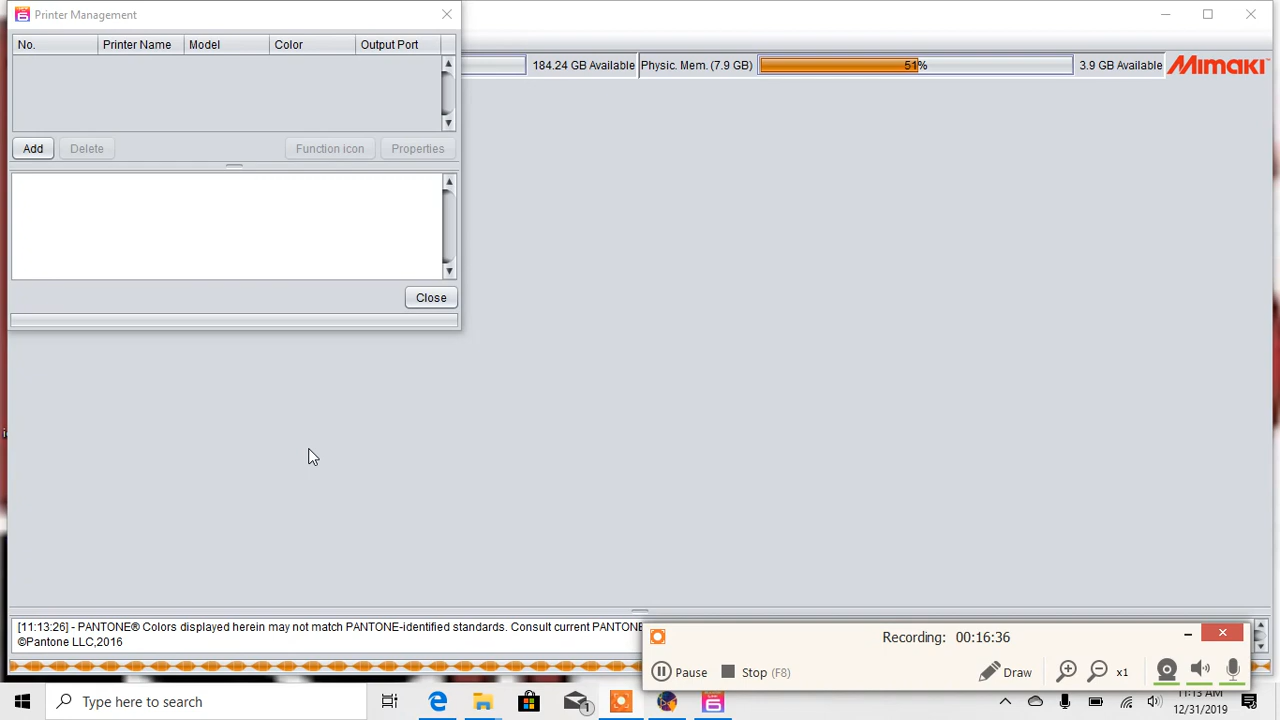 Printer Management
No. Printer Name Model Color Output Port
184.24 GB Available Physic. Mem. (7.9 GB) 51% 3.9 GB Available Mimaki
Add Delete Function icon Properties
Close
[11:13:26] - PANTONE® Colors displayed herein may not match PANTONE-identified standards. Consult current PANTONE
©Pantone LLC,2016
Recording: 00:16:36
Pause Stop (F8) Draw x1
Type here to search
1
11:13 AM
12/31/2019